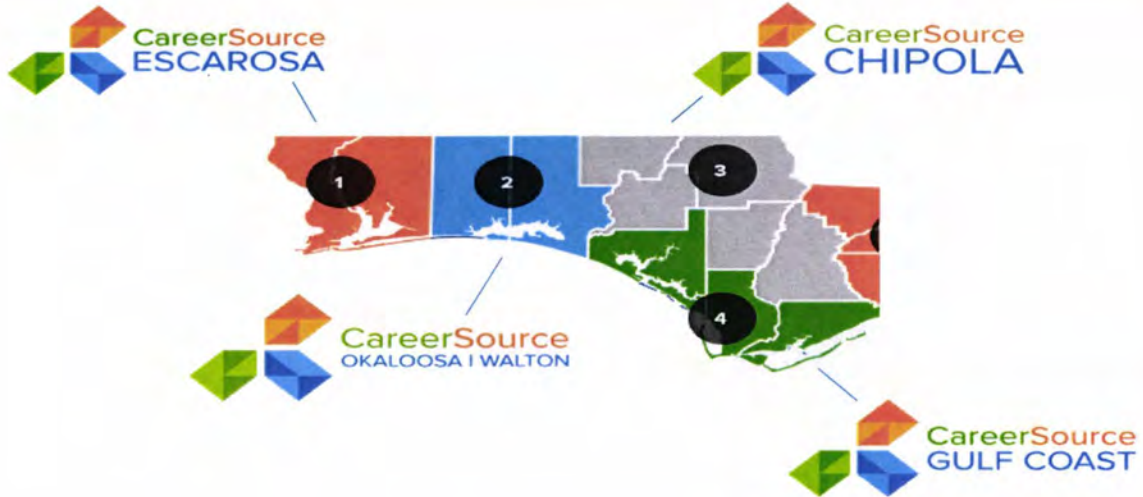 CareerSource
ESCAROSA
CareerSource
CHIPOLA
1
2
3
4
CareerSource
OKALOOSA | WALTON
CareerSource
GULF COAST